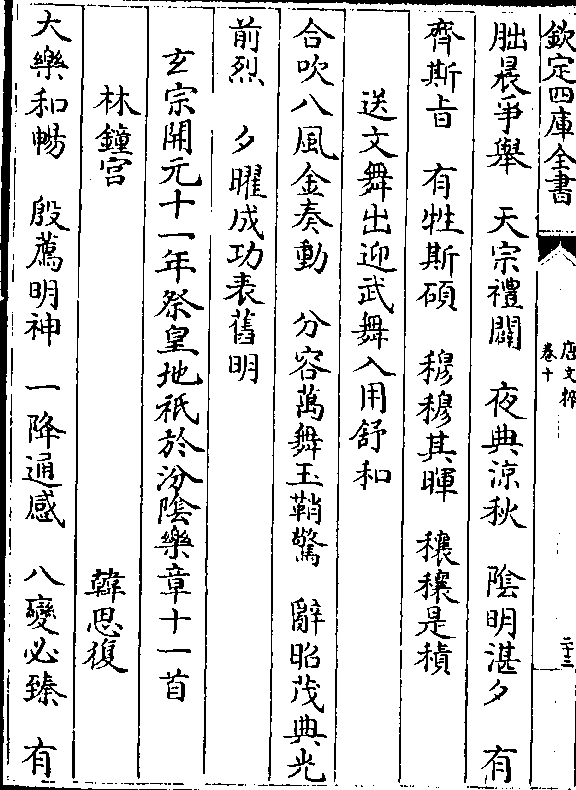 欽定四庫全書
唐文粹
卷十
二十三
朏晨爭舉　天宗禮闢　夜典涼秋　陰明湛夕　有
齊斯旨　有牲斯碩　穆穆其暉　穰穰是積
送文舞出迎武舞入用舒和
合吹八風金奏動　分容萬舞玉鞘驚　辭昭茂典光
前烈　夕曜成功表舊明
玄宗開元十一年祭皇地祇於汾陰樂章十一首
林鐘宮　韓思復
大樂和暢　殷薦明神　一降通感　八變必臻　有